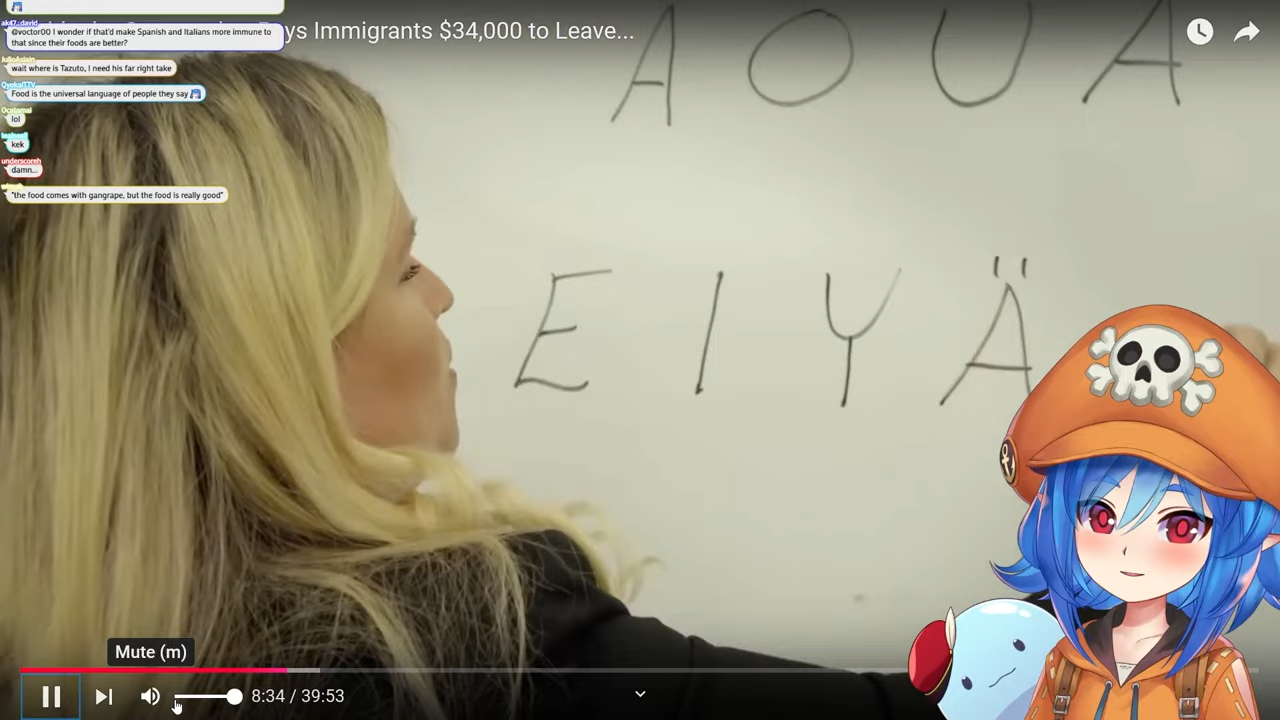 ys Immigrants $34,000 to Leave...
ak47_david
@voctor00 I wonder if that'd make Spanish and Italians more immune to
that since their foods are better?
wait where is Tazuto, I need his far right take
Food is the universal language of people they say
lol
kek
underscoreh
damn...
"the food comes with gangrape, but the food is really good"
A O U Å
E I Y Ä
Mute (m)
8:34 / 39:53